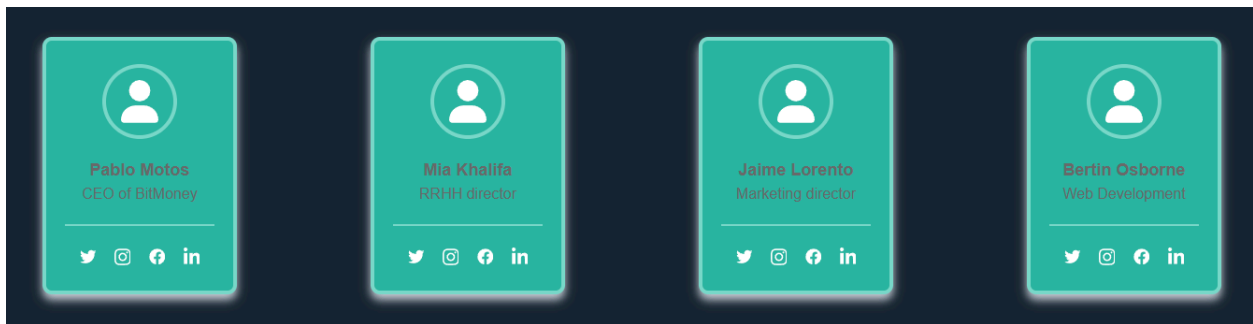 Pablo Motos
CEO of BitMoney
Mia Khalifa
RRHH director
Jaime Lorento
Marketing director
Bertin Osborne
Web Development